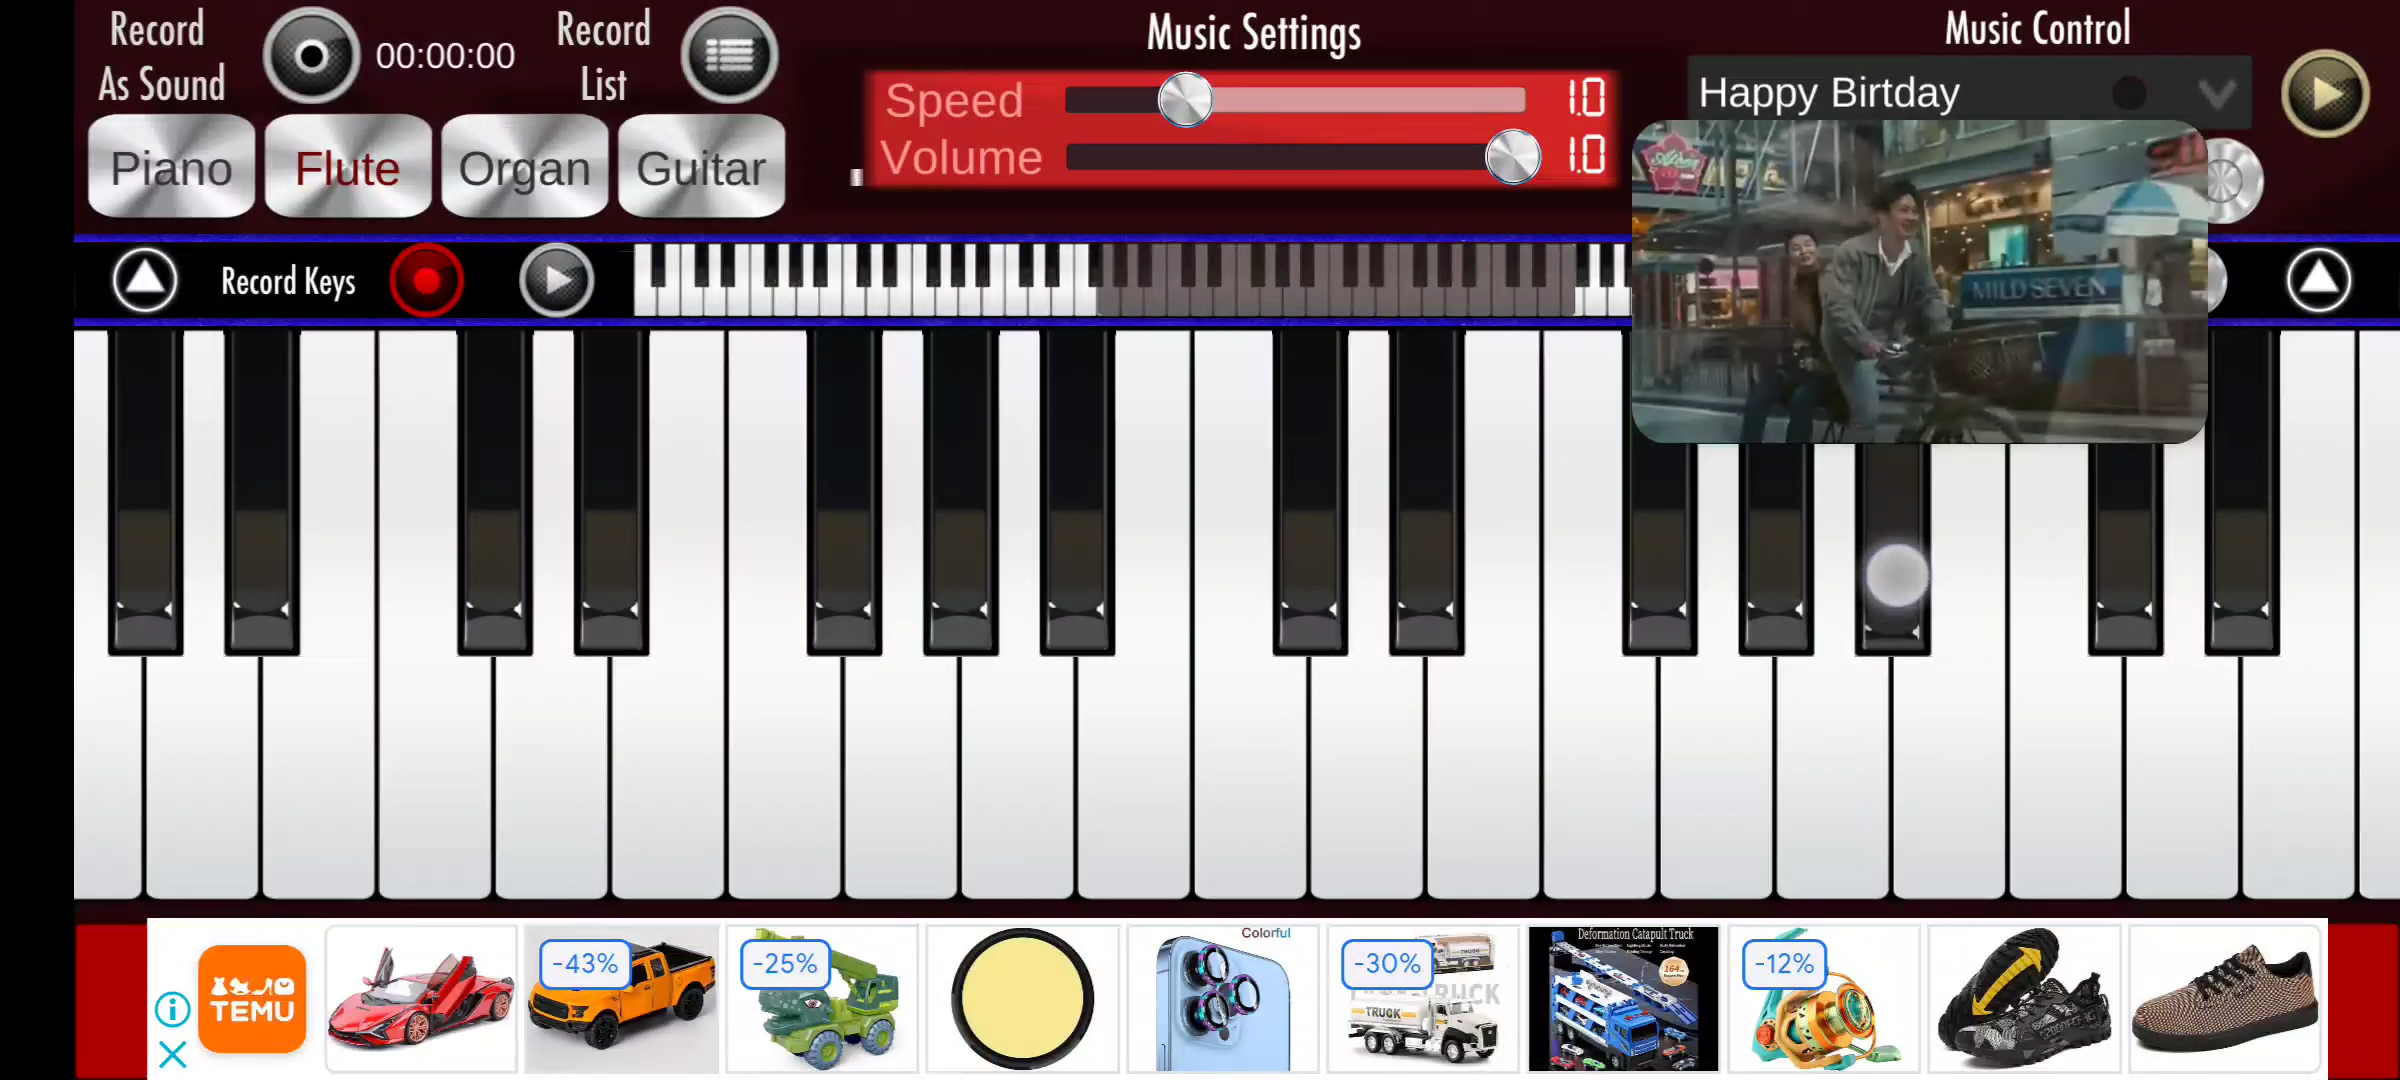 Record
As Sound
00:00:00
Record
List
Music Settings
Music Control
Speed
1.0
Happy Birtday
Volume
1.0
Piano
Flute
Organ
Guitar
MILD SEVEN
Record Keys
TEMU
-43%
-25%
Colorful
-30%
TRUCK
Deformation Catapult Truck
-12%